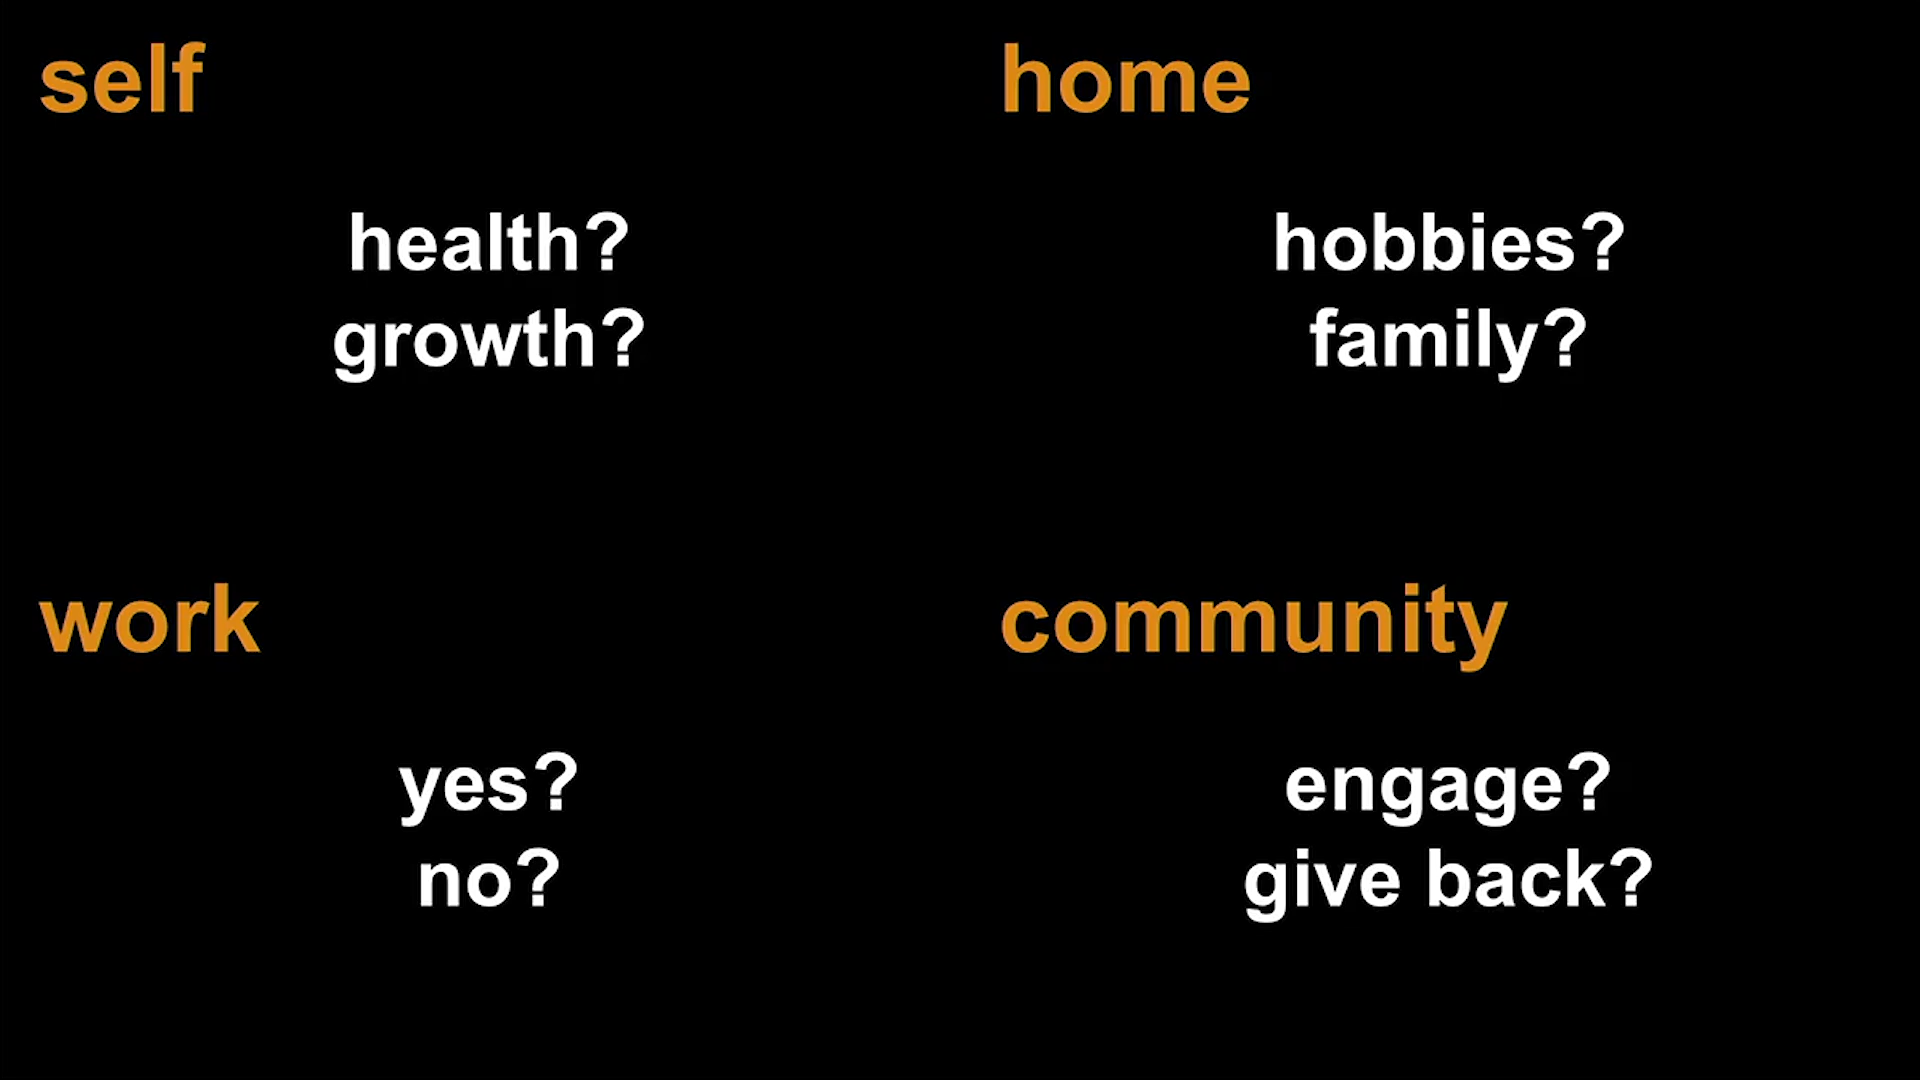 self
health?
growth?
home
hobbies?
family?
work
yes?
no?
community
engage?
give back?